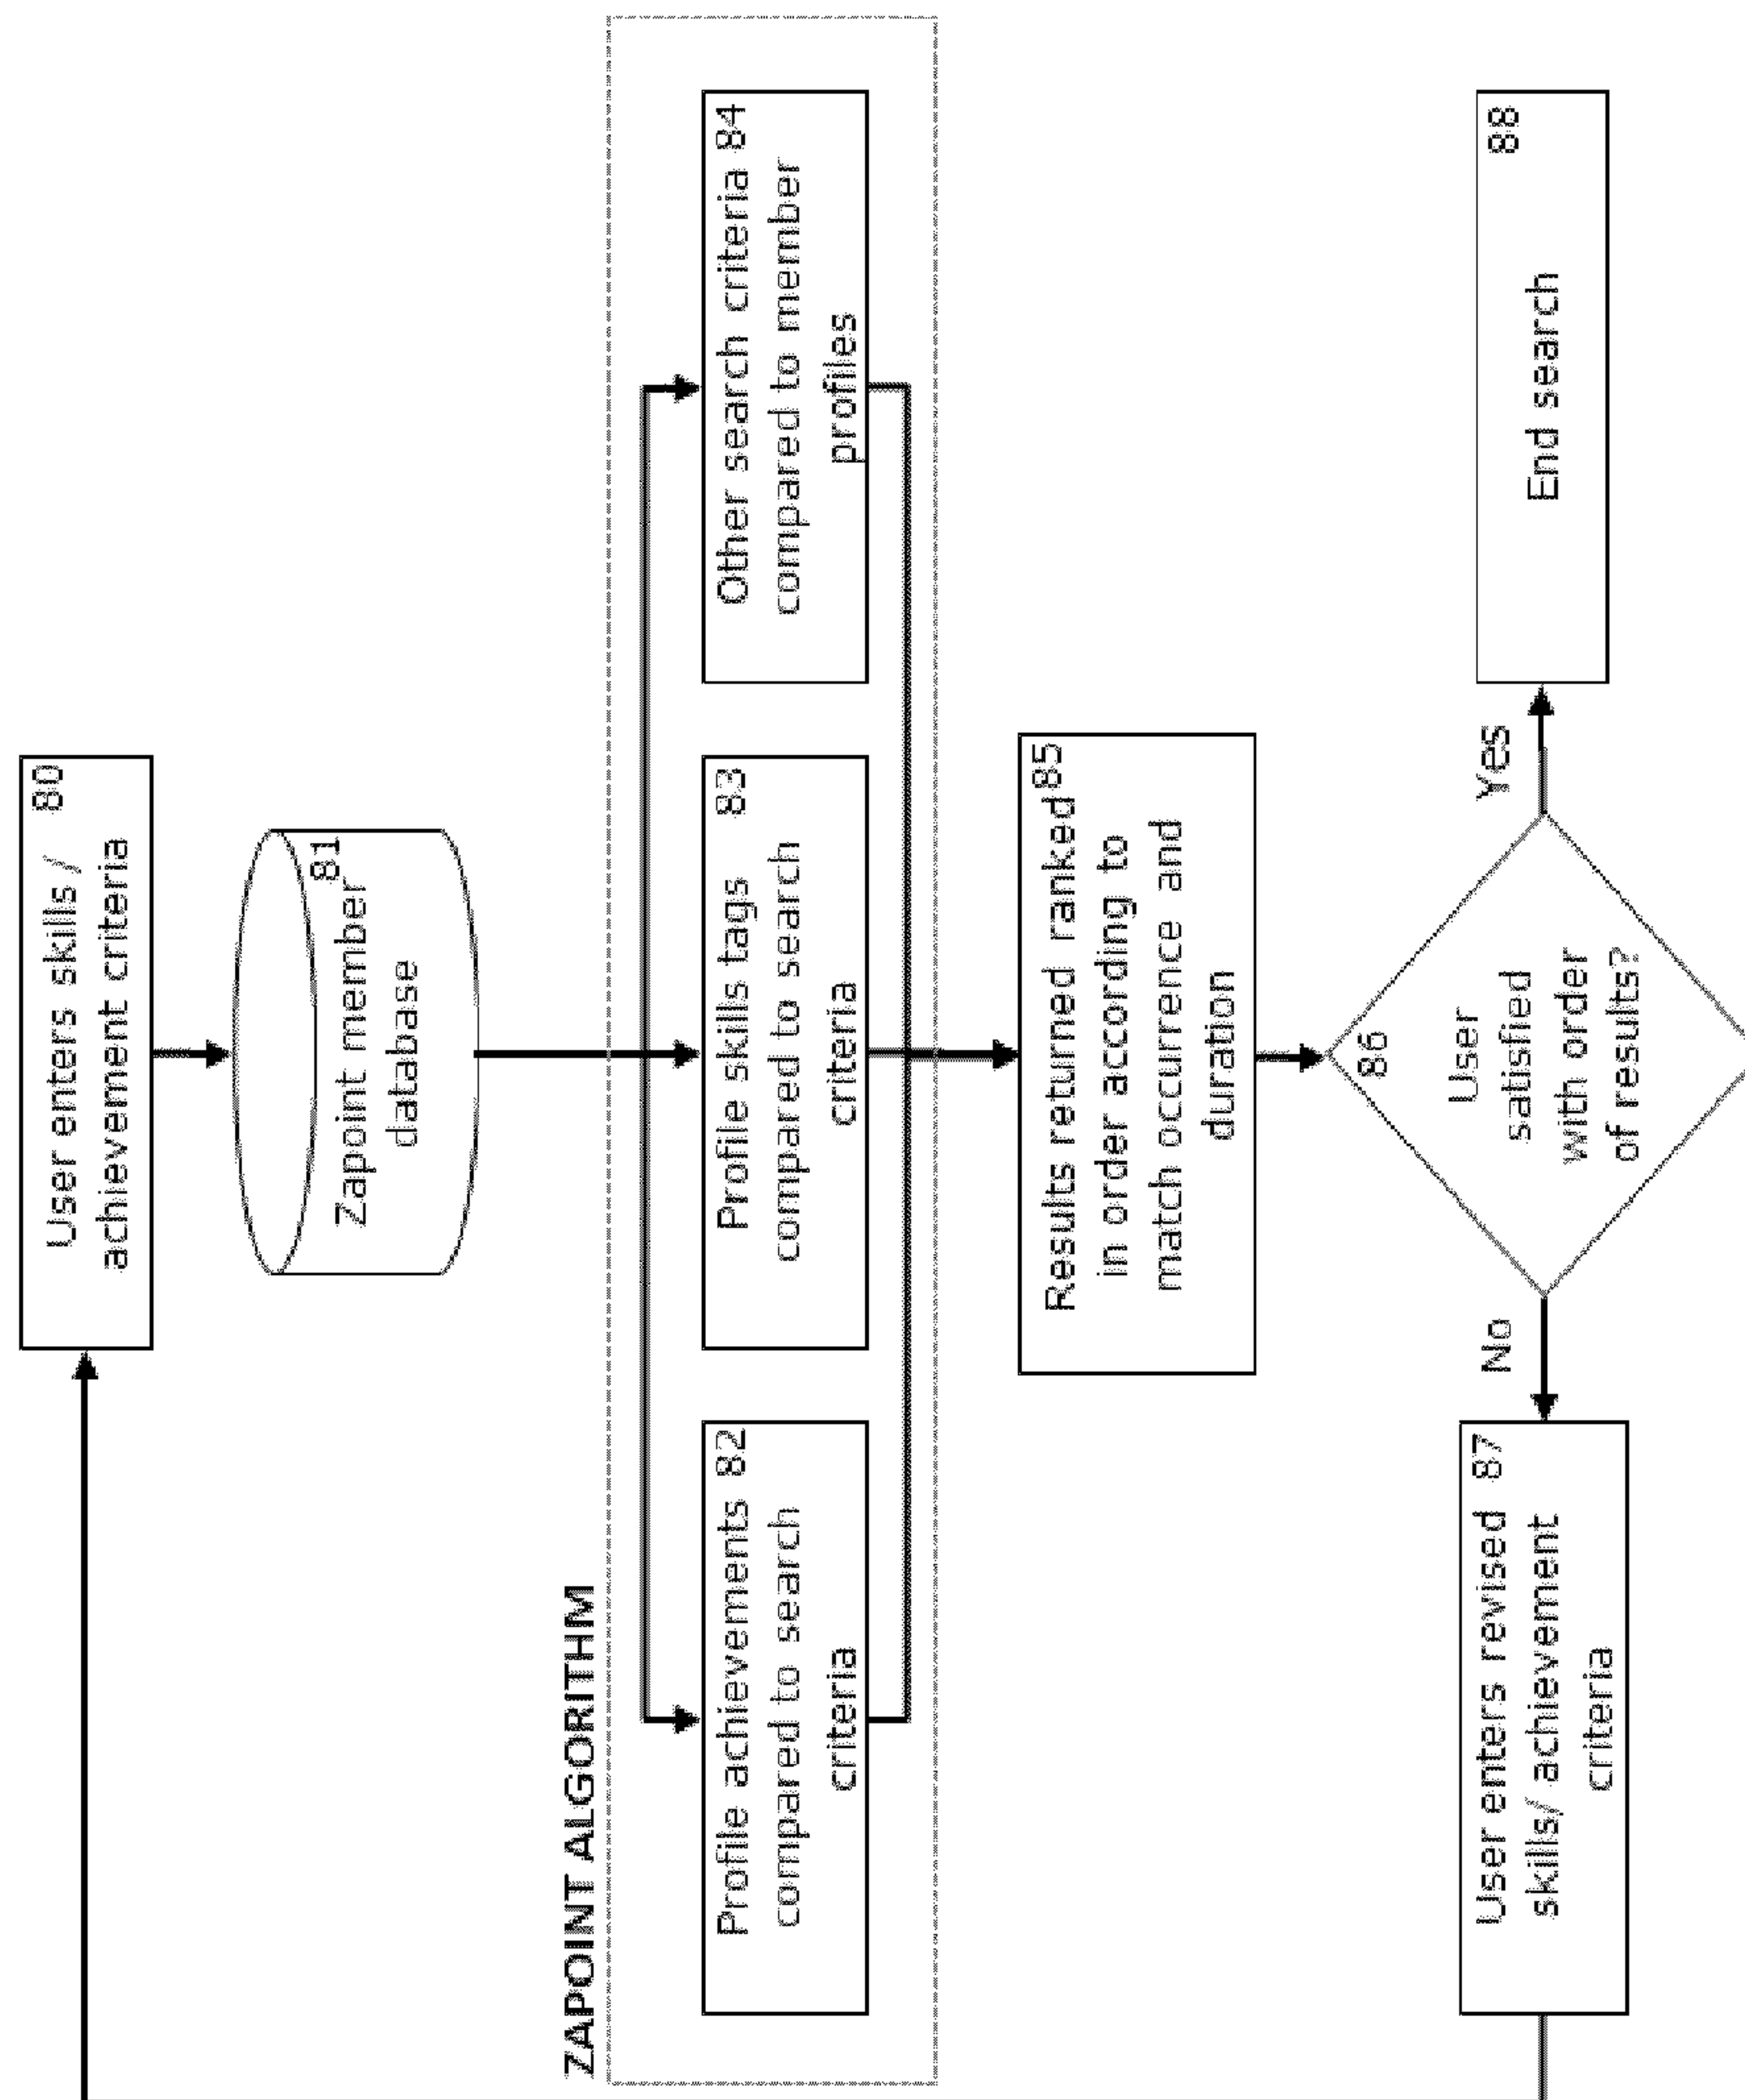 User enters skills / 80
achievement criteria
81
Zapoint member
database
ZAPOINT ALGORITHM
Profile achievements 82
compared to search
criteria
Profile skills tags 83
compared to search
criteria
Other search criteria 84
compared to member
profiles
Results returned ranked 85
in order according to
match occurrence and
duration
86
User
satisfied
with order
of results?
No
Yes
User enters revised 87
skills/ achievement
criteria
88
End search